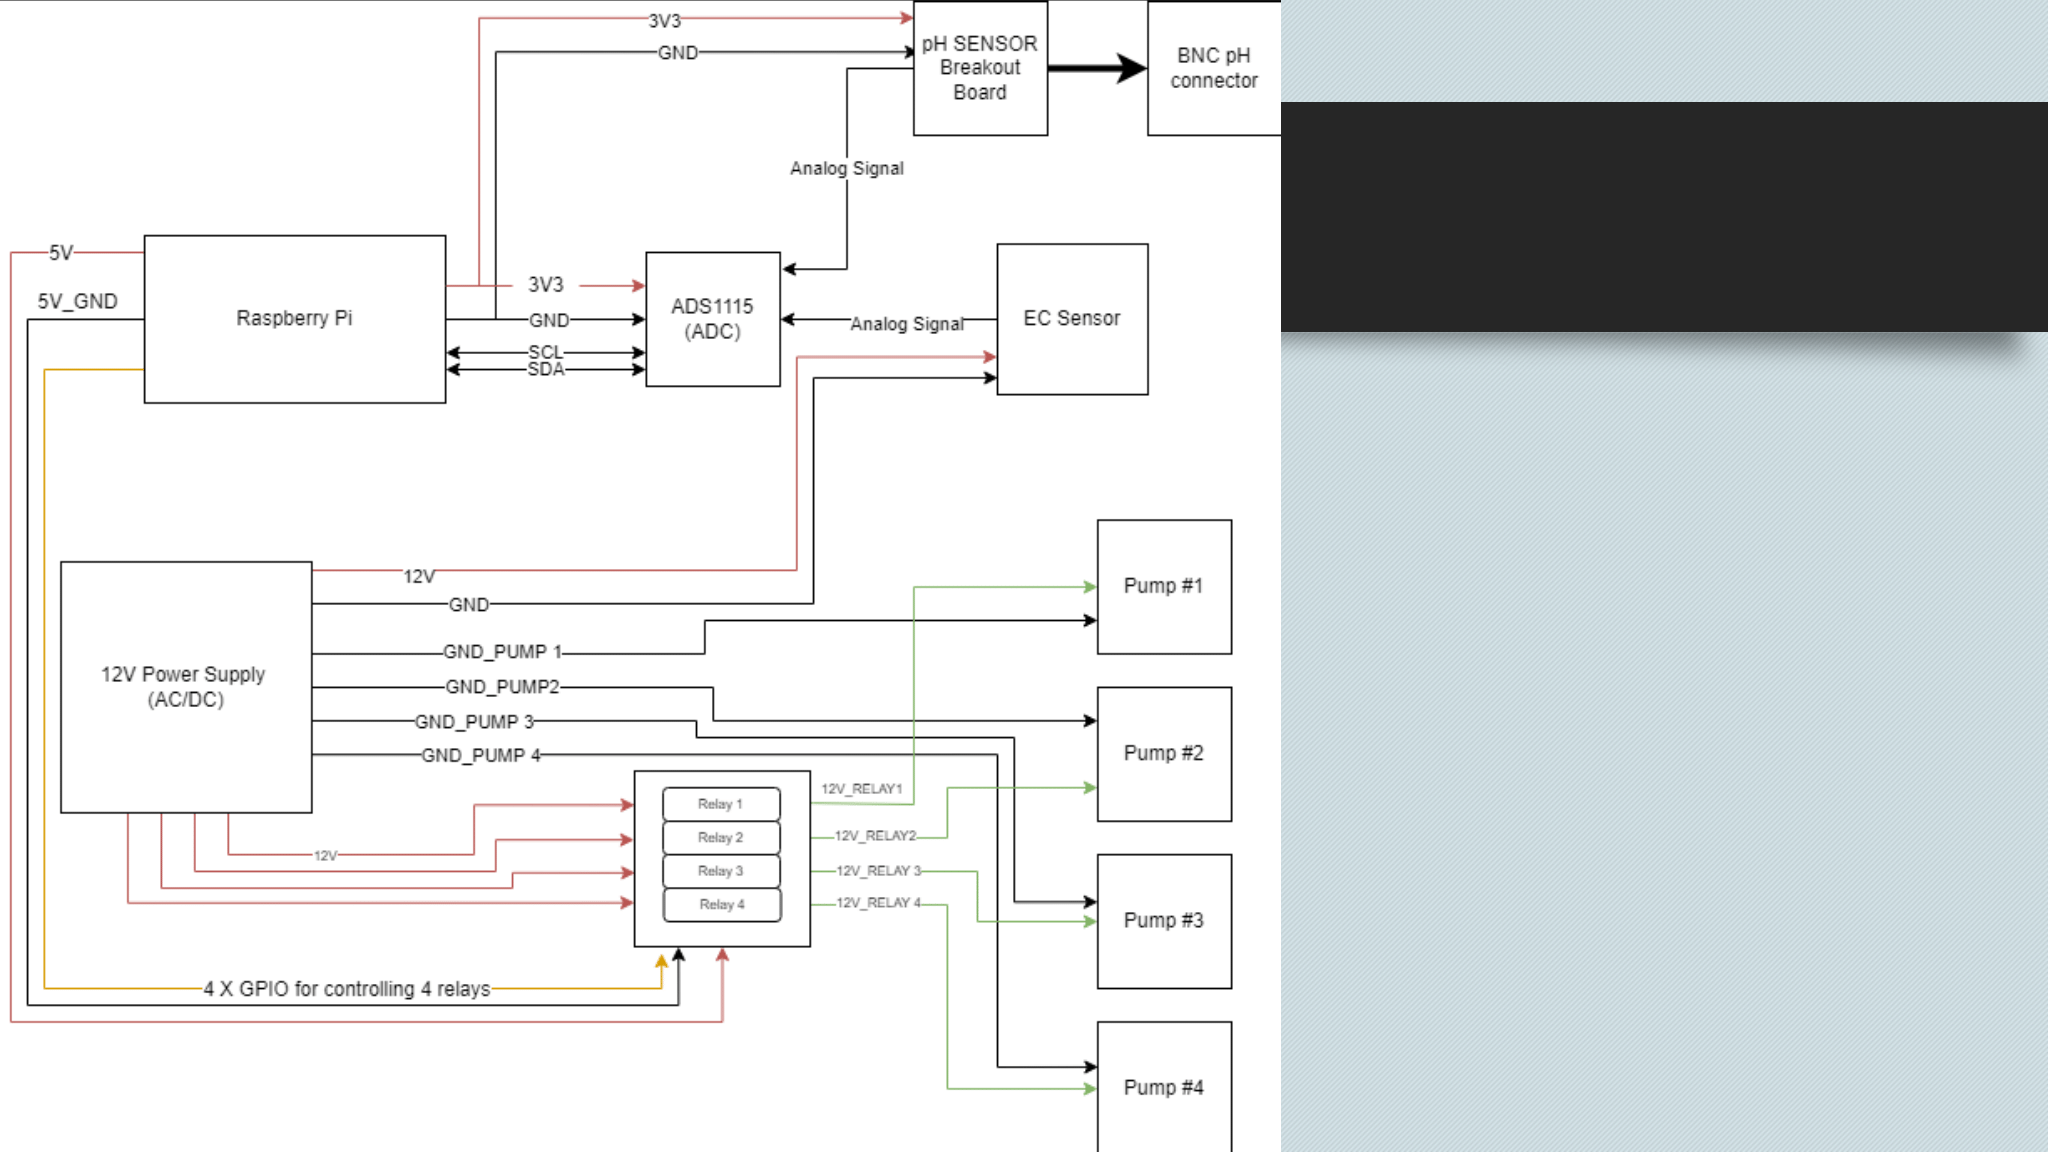 3V3
GND
pH SENSOR
Breakout
Board
BNC pH
connector
Analog Signal
5V
5V_GND
Raspberry Pi
3V3
GND
SCL
SDA
ADS1115
(ADC)
Analog Signal
EC Sensor
12V
GND
GND_PUMP 1
GND_PUMP2
GND_PUMP 3
GND_PUMP 4
12V Power Supply
(AC/DC)
Pump #1
Pump #2
Pump #3
Pump #4
12V
Relay 1
Relay 2
Relay 3
Relay 4
12V_RELAY1
12V_RELAY2
12V_RELAY 3
12V_RELAY 4
4 X GPIO for controlling 4 relays